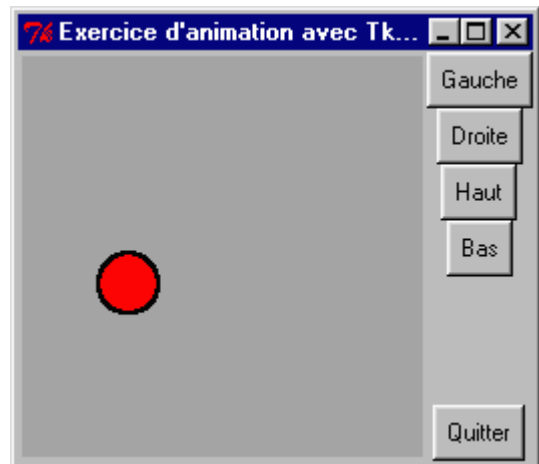 Exercice d'animation avec Tk...
Gauche
Droite
Haut
Bas
Quitter